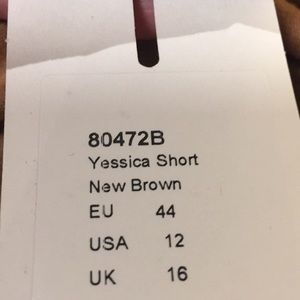 80472B
Yessica Short
New Brown
EU 44
USA 12
UK 16